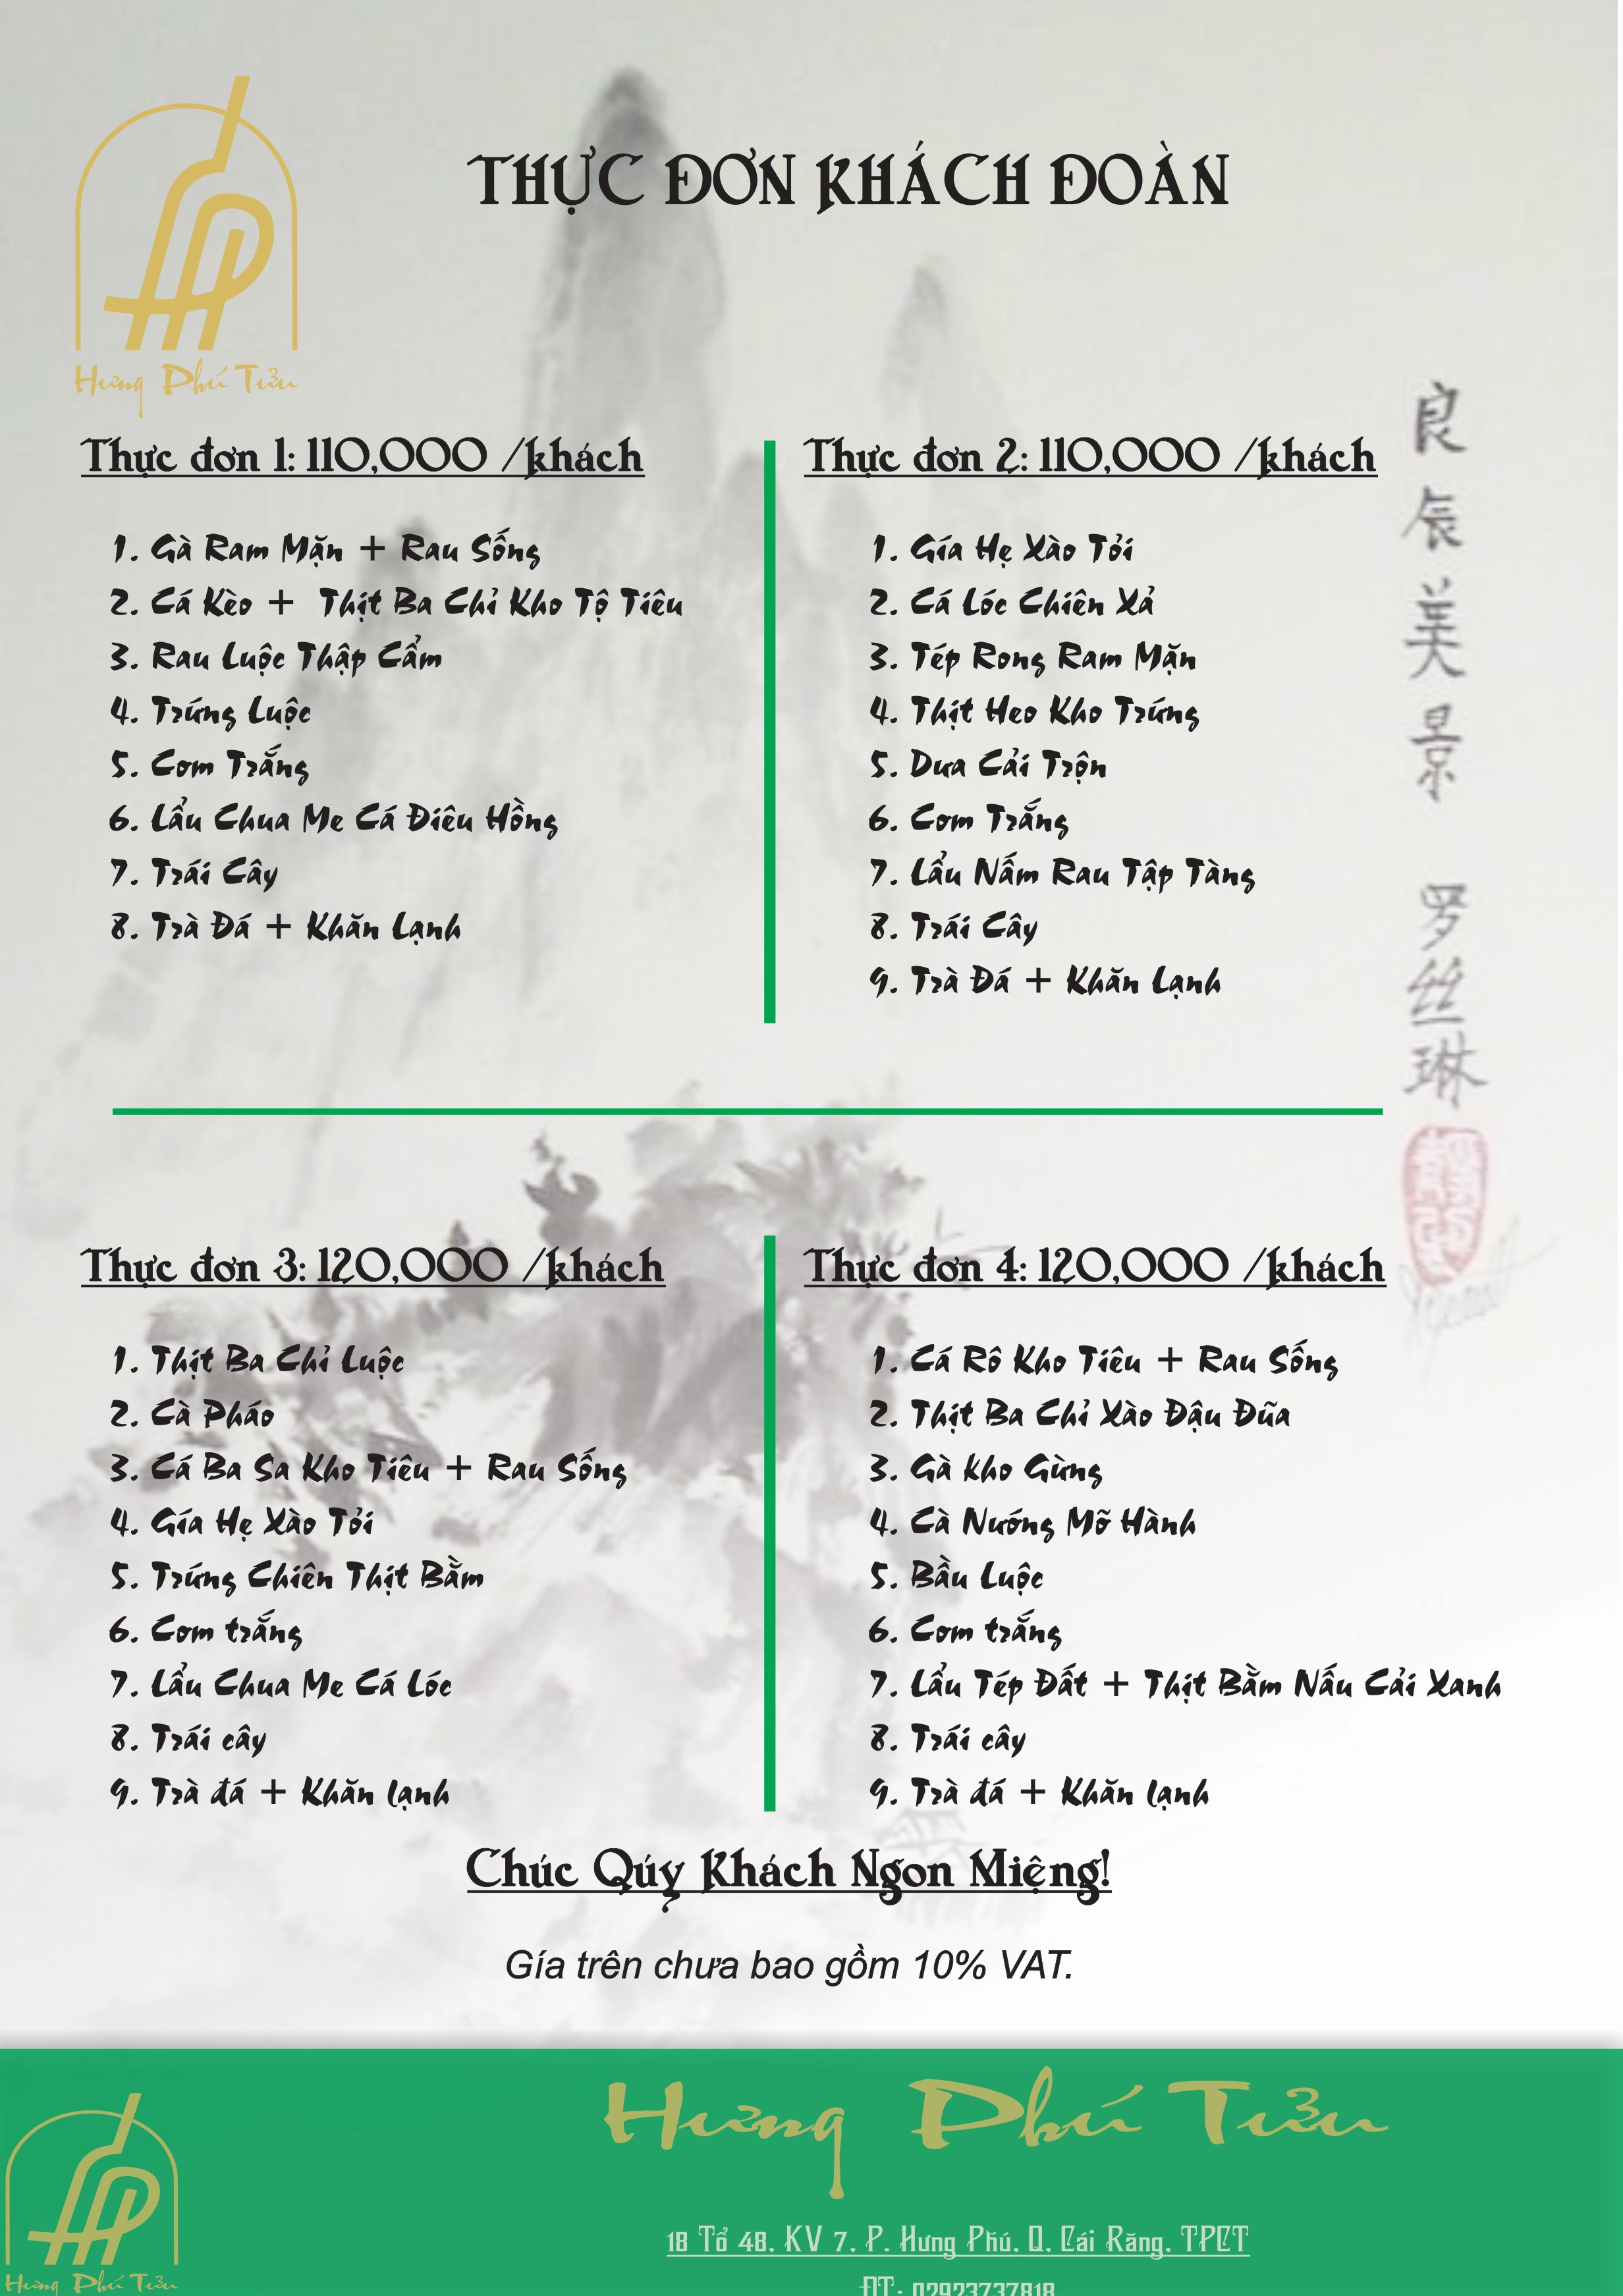 Hưng Phú Tửu
THỰC ĐƠN KHÁCH ĐOÀN
Thực đơn 1: 110,000 /khách
1. Gà Ram Mặn + Rau Sống
2. Cá Kèo + Thịt Ba Chỉ Kho Tộ Tiêu
3. Rau Luộc Thập Cẩm
4. Trứng Luộc
5. Cơm Trắng
6. Lẩu Chua Me Cá Điêu Hồng
7. Trái Cây
8. Trà Đá + Khăn Lạnh
Thực đơn 2: 110,000 /khách
1. Gía Hẹ Xào Tỏi
2. Cá Lóc Chiên Xả
3. Tép Rong Ram Mặn
4. Thịt Heo Kho Trứng
5. Dưa Cải Trộn
6. Cơm Trắng
7. Lẩu Nấm Rau Tập Tàng
8. Trái Cây
9. Trà Đá + Khăn Lạnh
良辰美景
罗丝琳
Thực đơn 3: 120,000 /khách
1. Thịt Ba Chỉ Luộc
2. Cà Pháo
3. Cá Ba Sa Kho Tiêu + Rau Sống
4. Gía Hẹ Xào Tỏi
5. Trứng Chiên Thịt Bằm
6. Cơm trắng
7. Lẩu Chua Me Cá Lóc
8. Trái cây
9. Trà đá + Khăn lạnh
Thực đơn 4: 120,000 /khách
1. Cá Rô Kho Tiêu + Rau Sống
2. Thịt Ba Chỉ Xào Đậu Đũa
3. Gà kho Gừng
4. Cà Nướng Mỡ Hành
5. Bầu Luộc
6. Cơm trắng
7. Lẩu Tép Đất + Thịt Bằm Nấu Cải Xanh
8. Trái cây
9. Trà đá + Khăn lạnh
Chúc Qúy Khách Ngon Miệng!
Gía trên chưa bao gồm 10% VAT.
Hưng Phú Tửu
Hưng Phú Tửu
18 Tổ 48, KV 7, P. Hưng Phú, Q. Cái Răng, TPCT
ĐT: 02923737818